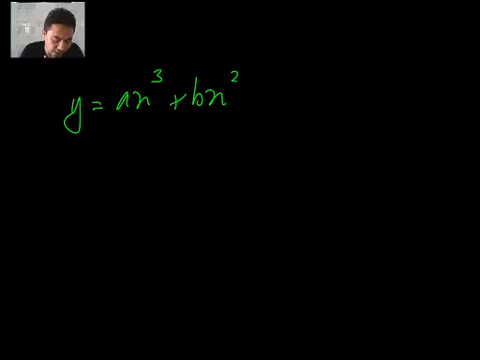 y = ax³ + bx²